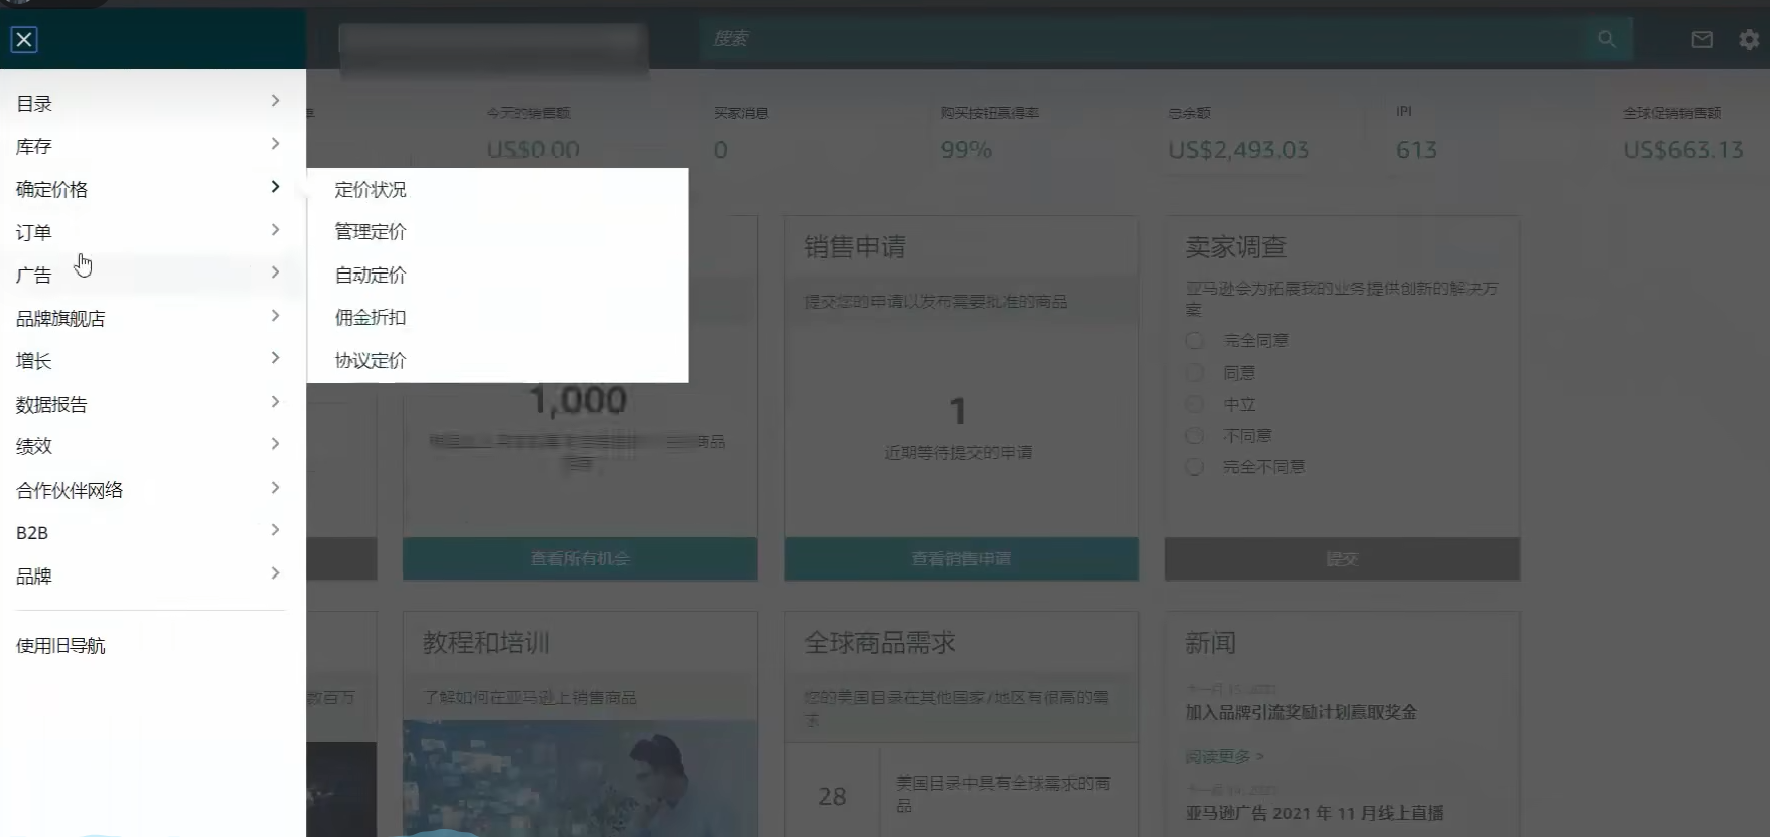 搜索
目录
库存
确定价格
订单
广告
品牌旗舰店
增长
数据报告
绩效
合作伙伴网络
B2B
品牌
使用旧导航
定价状况
管理定价
自动定价
佣金折扣
协议定价
今天的销售额
US$0.00
买家消息
0
购买按钮赢得率
99%
总余额
US$2,493.03
IPI
613
全球促销销售额
US$663.13
1,000
商品
查看所有机会
销售申请
提交您的申请以发布需要批准的商品
1
近期等待提交的申请
查看销售申请
卖家调查
亚马逊会为拓展我的业务提供创新的解决方
案
完全同意
同意
中立
不同意
完全不同意
提交
数百万
教程和培训
了解如何在亚马逊上销售商品
全球商品需求
您的美国目录在其他国家/地区有很高的需
求
28
美国目录中具有全球需求的商
品
新闻
加入品牌引流奖励计划赢取奖金
阅读更多 >
亚马逊广告 2021 年 11 月线上直播